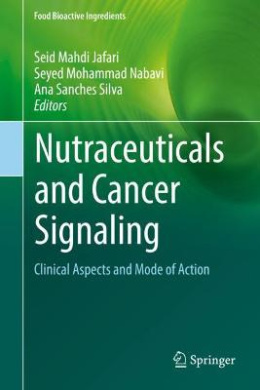 Food Bioactive Ingredients
Seid Mahdi Jafari
Seyed Mohammad Nabavi
Ana Sanches Silva
Editors
Nutraceuticals
and Cancer
Signaling
Clinical Aspects and Mode of Action
Springer